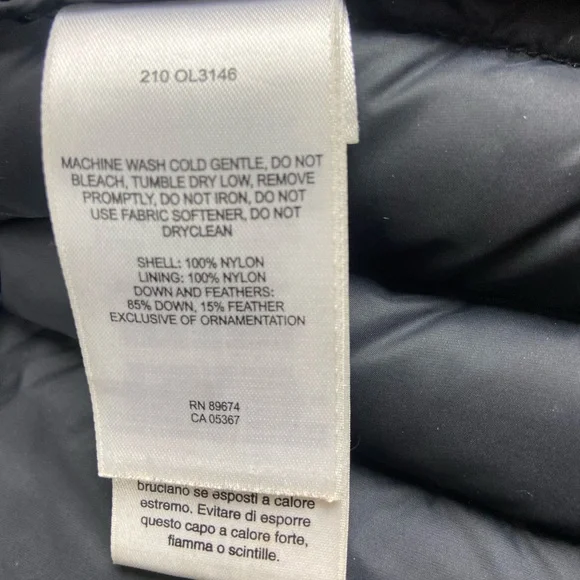 210 OL3146
MACHINE WASH COLD GENTLE, DO NOT
BLEACH, TUMBLE DRY LOW, REMOVE
PROMPTLY, DO NOT IRON, DO NOT
USE FABRIC SOFTENER, DO NOT
DRYCLEAN
SHELL: 100% NYLON
LINING: 100% NYLON
DOWN AND FEATHERS:
85% DOWN, 15% FEATHER
EXCLUSIVE OF ORNAMENTATION
RN 89674
CA 05367
bruciano se esposti a calore
estremo. Evitare di esporre
questo capo a calore forte,
fiamma o scintille.